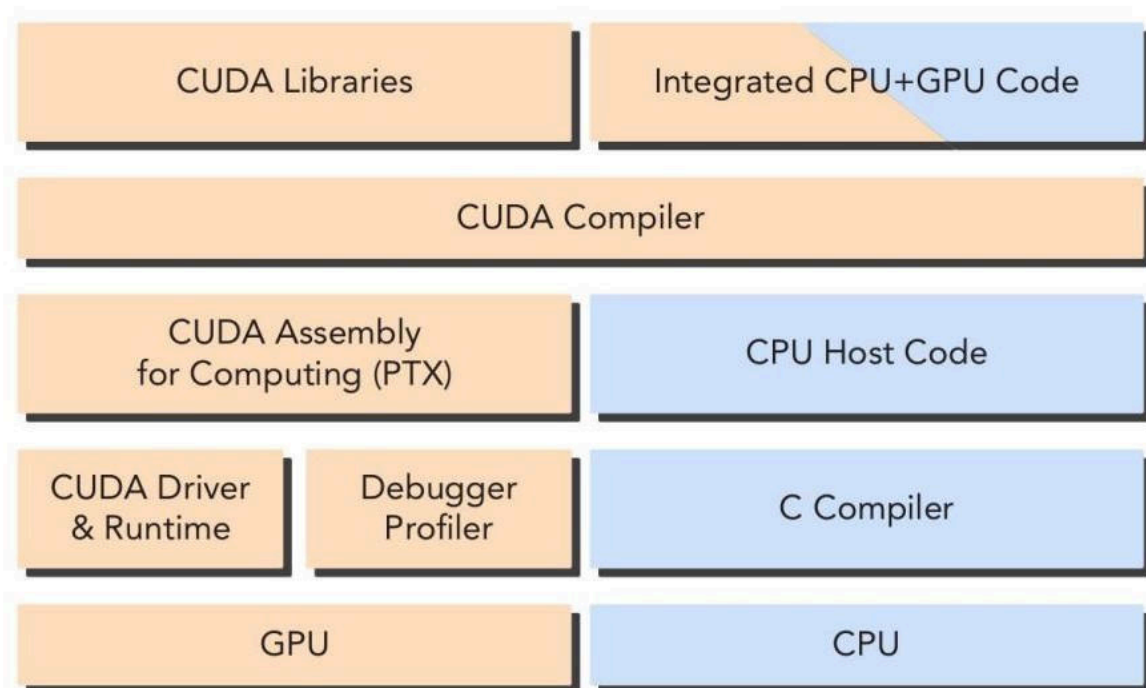 CUDA Libraries
Integrated CPU+GPU Code
CUDA Compiler
CUDA Assembly
for Computing (PTX)
CPU Host Code
CUDA Driver
& Runtime
Debugger
Profiler
C Compiler
GPU
CPU